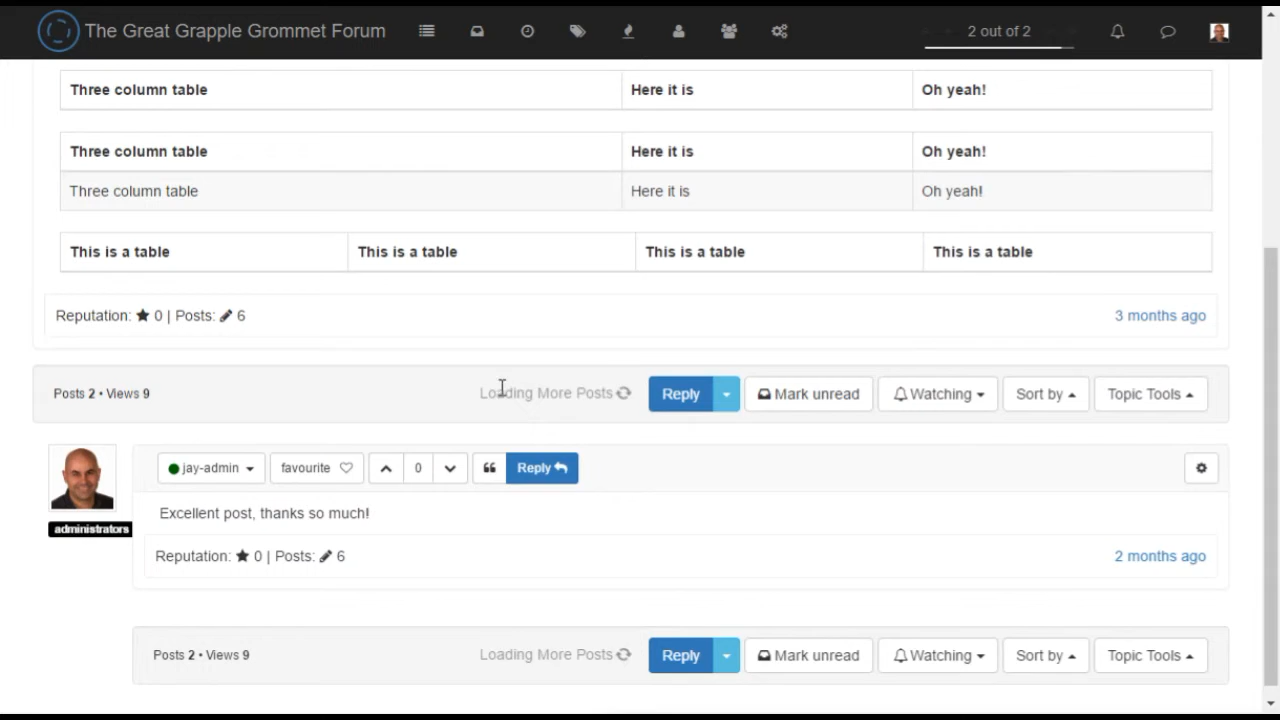 The Great Grapple Grommet Forum 2 out of 2
Three column table Here it is Oh yeah!
Three column table Here it is Oh yeah!
Three column table Here it is Oh yeah!
This is a table This is a table This is a table This is a table
Reputation: 0 | Posts: 6 3 months ago
Posts 2 • Views 9 Loading More Posts Reply Mark unread Watching Sort by Topic Tools
jay-admin favourite 0 Reply
administrators
Excellent post, thanks so much!
Reputation: 0 | Posts: 6 2 months ago
Posts 2 • Views 9 Loading More Posts Reply Mark unread Watching Sort by Topic Tools